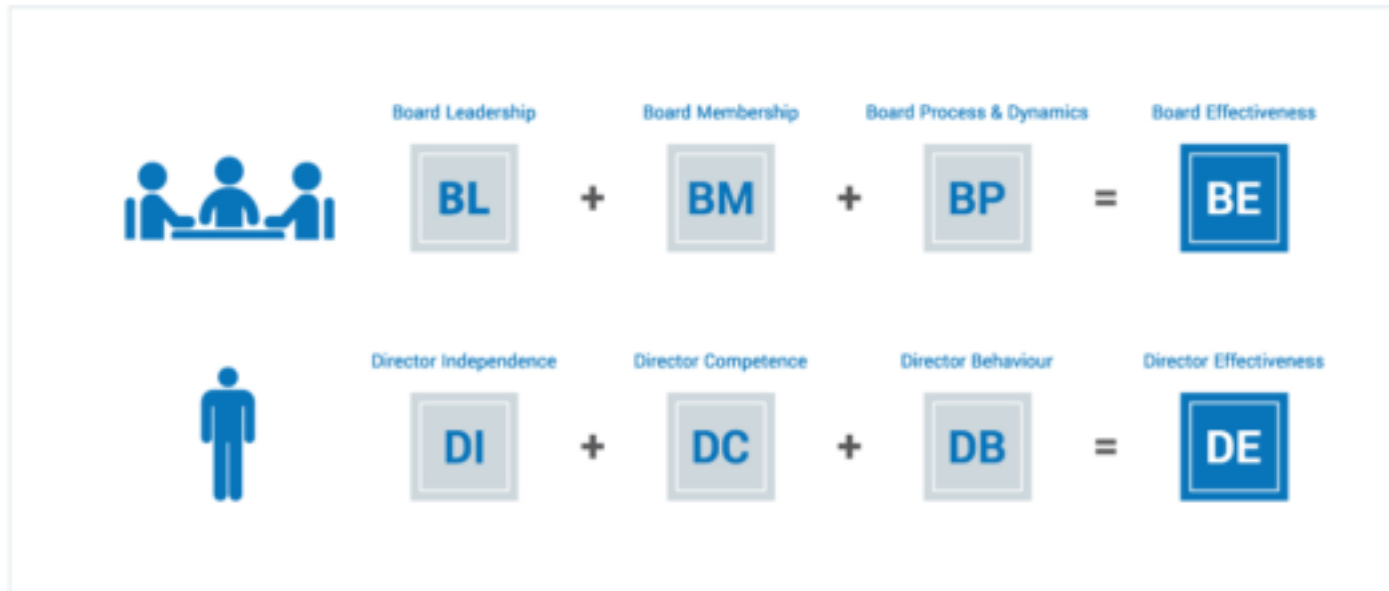 Board Leadership Board Membership Board Process & Dynamics Board Effectiveness
BL + BM + BP = BE
Director Independence Director Competence Director Behaviour Director Effectiveness
DI + DC + DB = DE